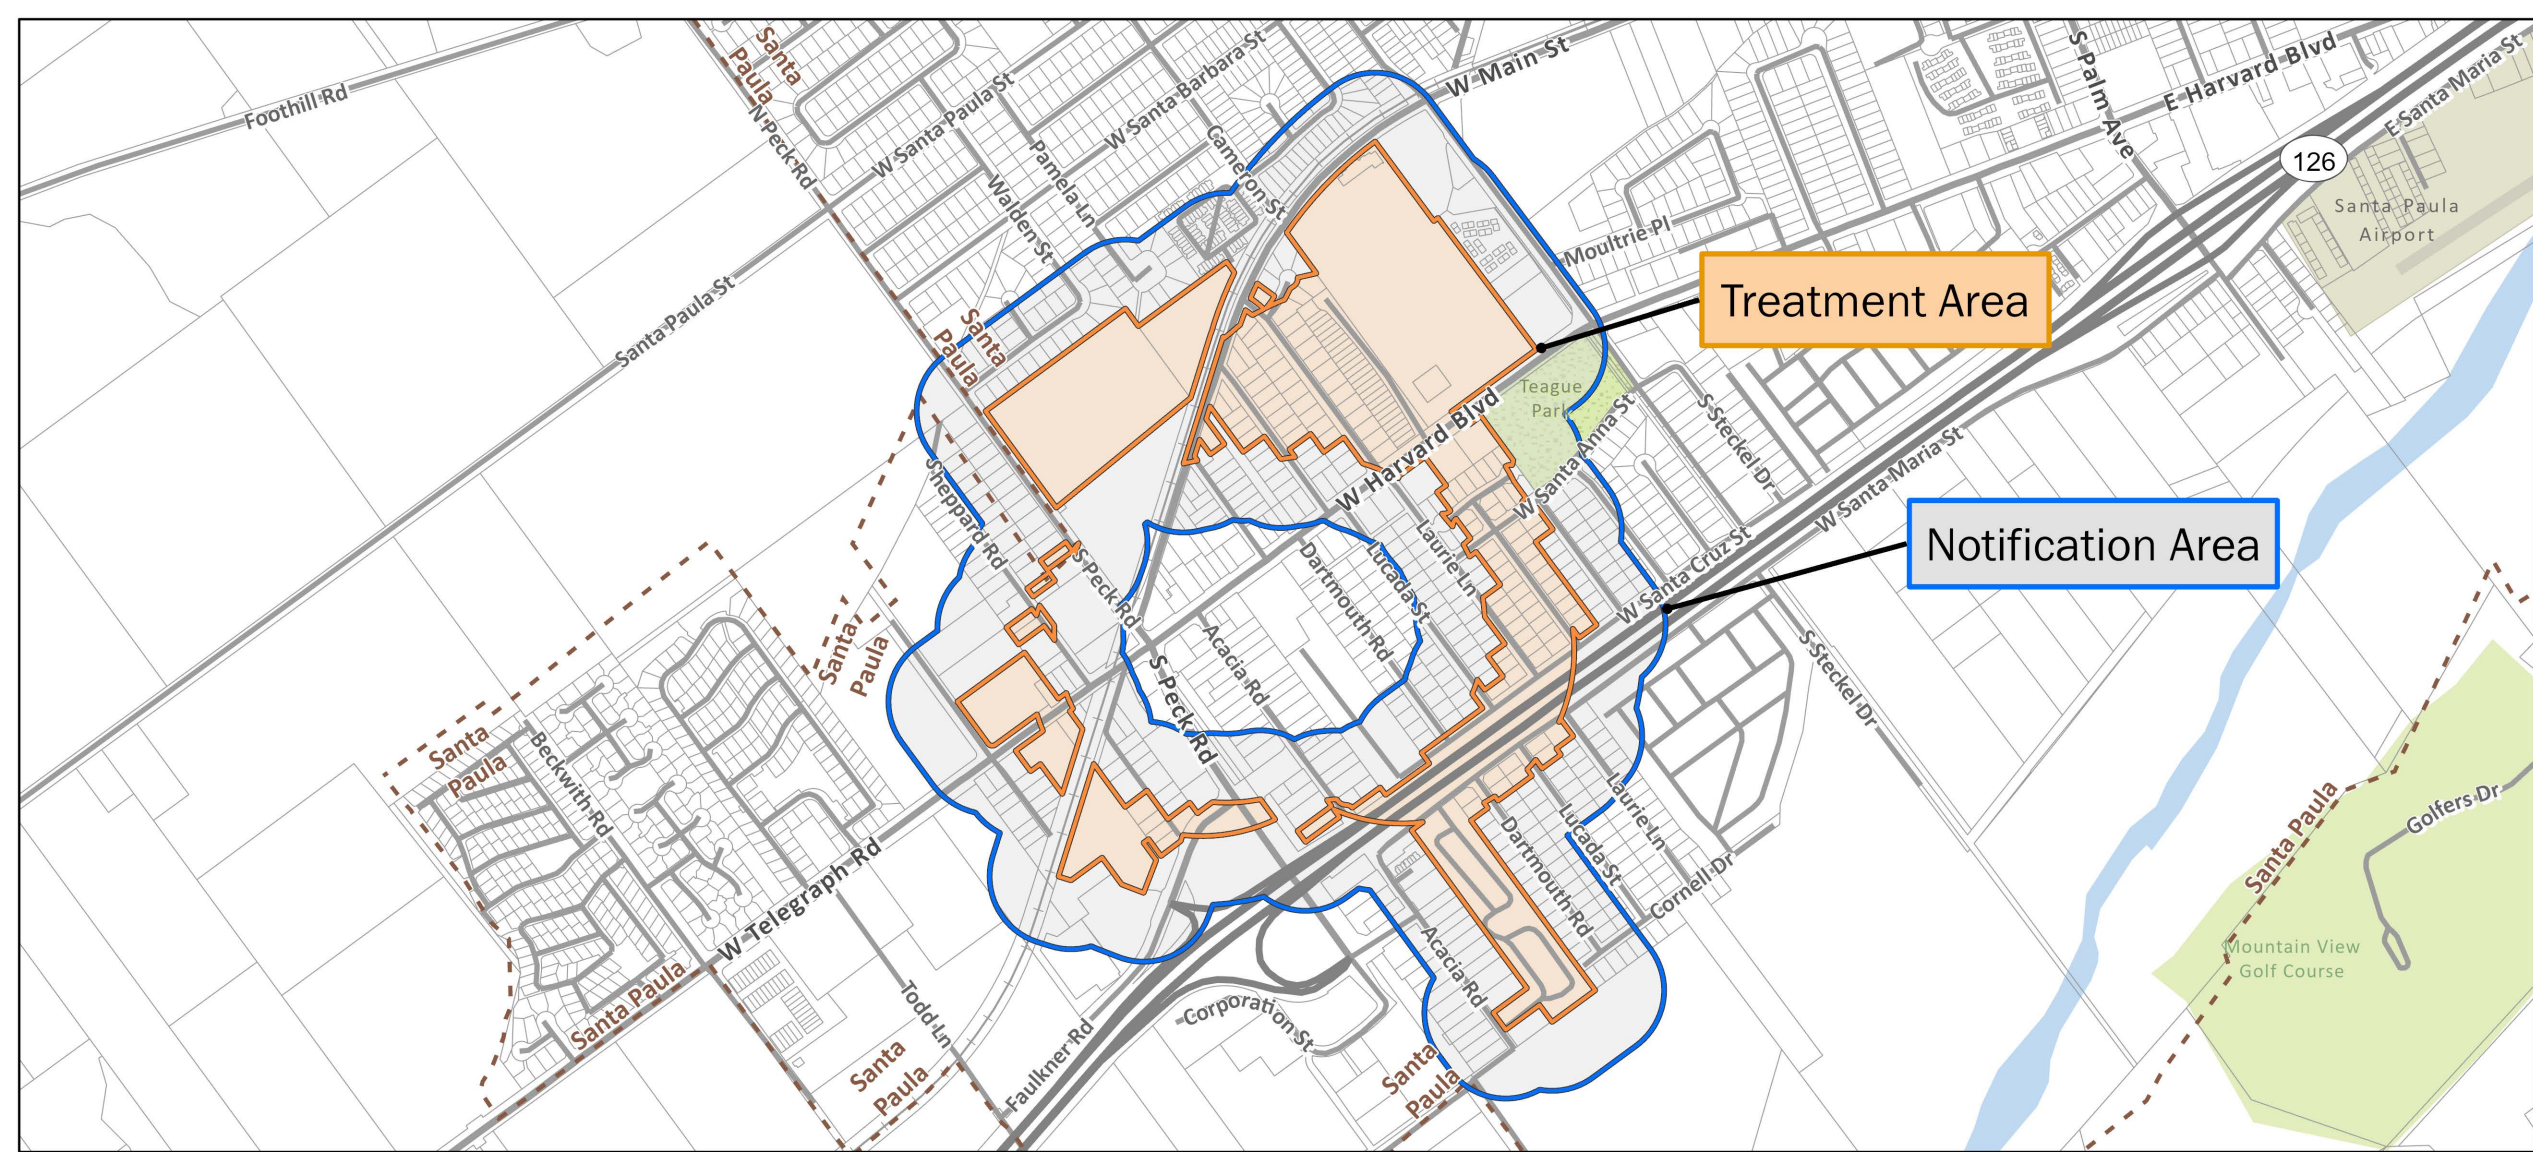 Foothill Rd
Santa
Paula
N Peck Rd
W Santa Paula St
W Santa Barbara St
Cameron St
Pamela Ln
Walden St
W Main St
S Palm Ave
E Harvard Blvd
E Santa Maria St
126
Santa Paula
Airport
Moultrie Pl
Treatment Area
Santa Paula St
Santa
Paula
Teague
Park
W Harvard Blvd
W Santa Anna St
S Steckel Dr
W Santa Maria St
Sheppard Rd
S Peck Rd
Laurie Ln
Lucada St
Dartmouth Rd
Acacia Rd
W Santa Cruz St
Notification Area
Santa
Paula
S Peck Rd
S Steckel Dr
Santa
Paula
Beckwith Rd
W Telegraph Rd
Laurie Ln
Lucada St
Dartmouth Rd
Cornell Dr
Acacia Rd
Golfers Dr
Santa Paula
Mountain View
Golf Course
Santa Paula
Todd Ln
Corporation St
Faulkner Rd
Santa
Paula
Santa
Paula